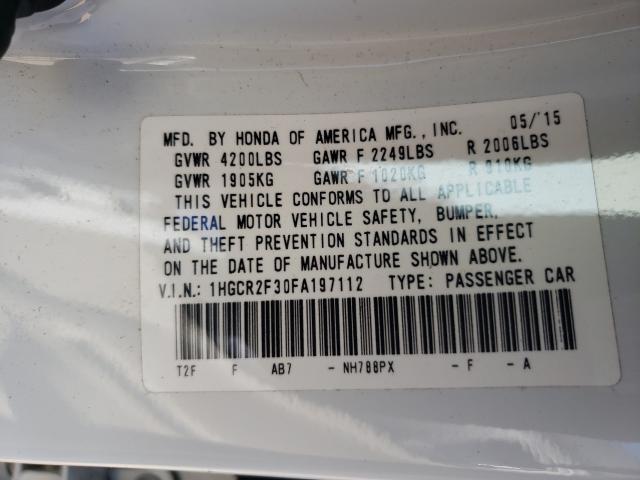 MFD. BY HONDA OF AMERICA MFG., INC. 05/'15
GVWR 4200LBS GAWR F 2249LBS R 2006LBS
GVWR 1905KG GAWR F 1020KG R 910KG
THIS VEHICLE CONFORMS TO ALL APPLICABLE
FEDERAL MOTOR VEHICLE SAFETY, BUMPER,
AND THEFT PREVENTION STANDARDS IN EFFECT
ON THE DATE OF MANUFACTURE SHOWN ABOVE.
V.I.N.: 1HGCR2F30FA197112 TYPE: PASSENGER CAR
T2F F AB7 - NH788PX - F - A